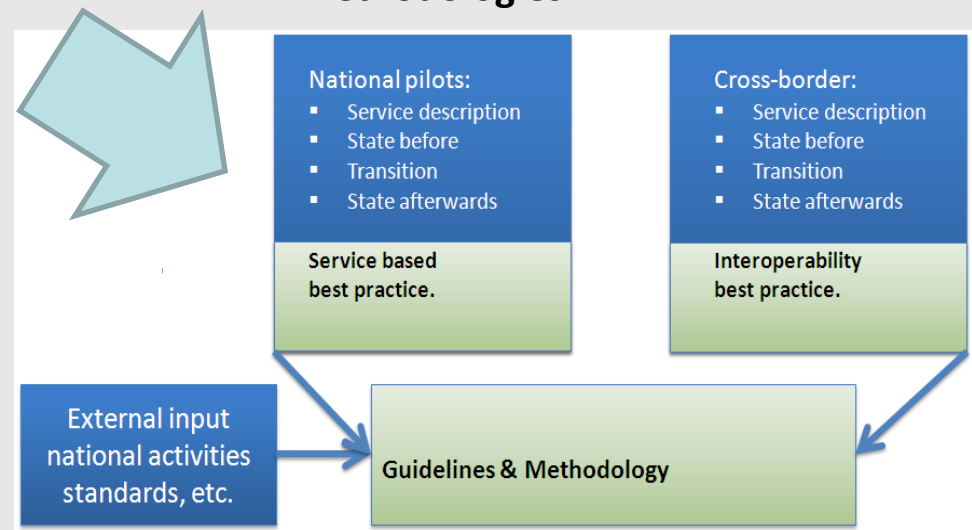 National pilots:
▪ Service description
▪ State before
▪ Transition
▪ State afterwards
Service based
best practice.
Cross-border:
▪ Service description
▪ State before
▪ Transition
▪ State afterwards
Interoperability
best practice.
External input
national activities
standards, etc.
Guidelines & Methodology